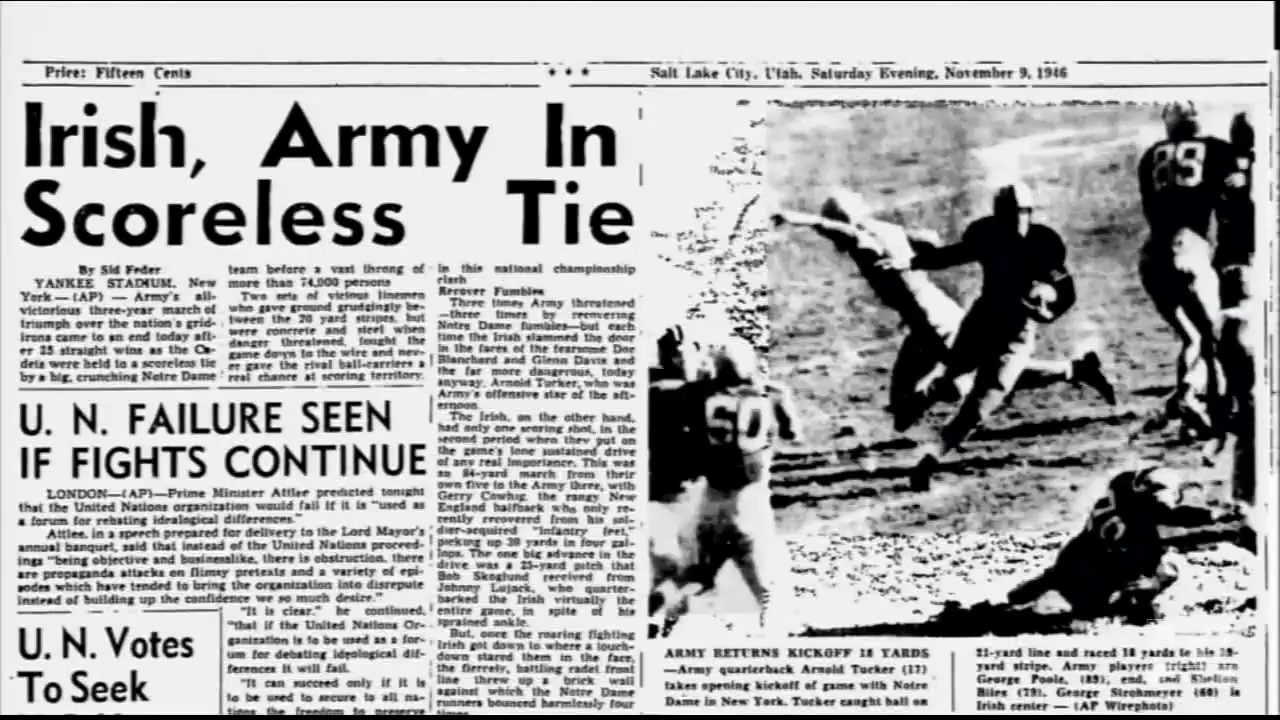 Price: Fifteen Cents
* * *
Salt Lake City, Utah, Saturday Evening, November 9, 1946
Irish, Army In
Scoreless Tie
By Sid Feder
YANKEE STADIUM, New
York—(AP) — Army's all-
victorious three-year march of
triumph over the nation's grid-
irons came to an end today aft-
er 25 straight wins as the Ca-
dets were held to a scoreless tie
by a big, crunching Notre Dame
team before a vast throng of
more than 74,000 persons
Two sets of vicious linemen
who gave ground grudgingly be-
tween the 20 yard stripes, but
were concrete and steel when
danger threatened, fought the
game down to the wire and nev-
er gave the rival ball-carriers a
real chance at scoring territory.
in this national championship
clash
Recover Fumbles
Three times Army threatened
—three times by recovering
Notre Dame fumbles—but each
time the Irish slammed the door
in the faces of the fearsome Doc
Blanchard and Glenn Davis and
the far more dangerous, today
anyway, Arnold Tucker, who was
Army's offensive star of the aft-
ernoon.
The Irish, on the other hand,
had only one scoring shot, in the
second period when they put on
the game's lone sustained drive
of any real importance. This was
an 84-yard march from their
own five to the Army three, with
Gerry Cowhig, the rangy New
England halfback who only re-
cently recovered from his sol-
dier-acquired "infantry feet,"
picking up 39 yards in four gal-
lops. The one big advance in the
drive was a 25-yard pitch that
Bob Skoglund received from
Johnny Lujack, who quarter-
backed the Irish virtually the
entire game, in spite of his
sprained ankle.
But, once the roaring fighting
Irish got down to where a touch-
down stared them in the face,
the fiercely, battling cadet front
line threw up a brick wall
against which the Notre Dame
runners bounced harmlessly four
times.
U. N. FAILURE SEEN
IF FIGHTS CONTINUE
LONDON—(AP)—Prime Minister Attlee predicted tonight
that the United Nations organization would fail if it is "used as
a forum for rebating idealogical differences."
Attlee, in a speech prepared for delivery to the Lord Mayor's
annual banquet, said that instead of the United Nations proceed-
ings "being objective and businesslike, there is obstruction, there
are propaganda attacks on flimsy pretexts and a variety of epi-
sodes which have tended to bring the organization into disrepute
instead of building up the confidence we so much desire."
"It is clear," he continued,
"that if the United Nations Or-
ganization is to be used as a for-
um for debating ideological dif-
ferences it will fail.
"It can succeed only if it is
to be used to secure to all na-
tions the freedom to preserve
U. N. Votes
To Seek
89
60
ARMY RETURNS KICKOFF 18 YARDS
—Army quarterback Arnold Tucker (17)
takes opening kickoff of game with Notre
Dame in New York. Tucker caught ball on
21-yard line and raced 18 yards to his 39-
yard stripe. Army players (right) are
George Poole, (89), end, and Shelton
Biles (79). George Strohmeyer (60) is
Irish center — (AP Wirephoto)